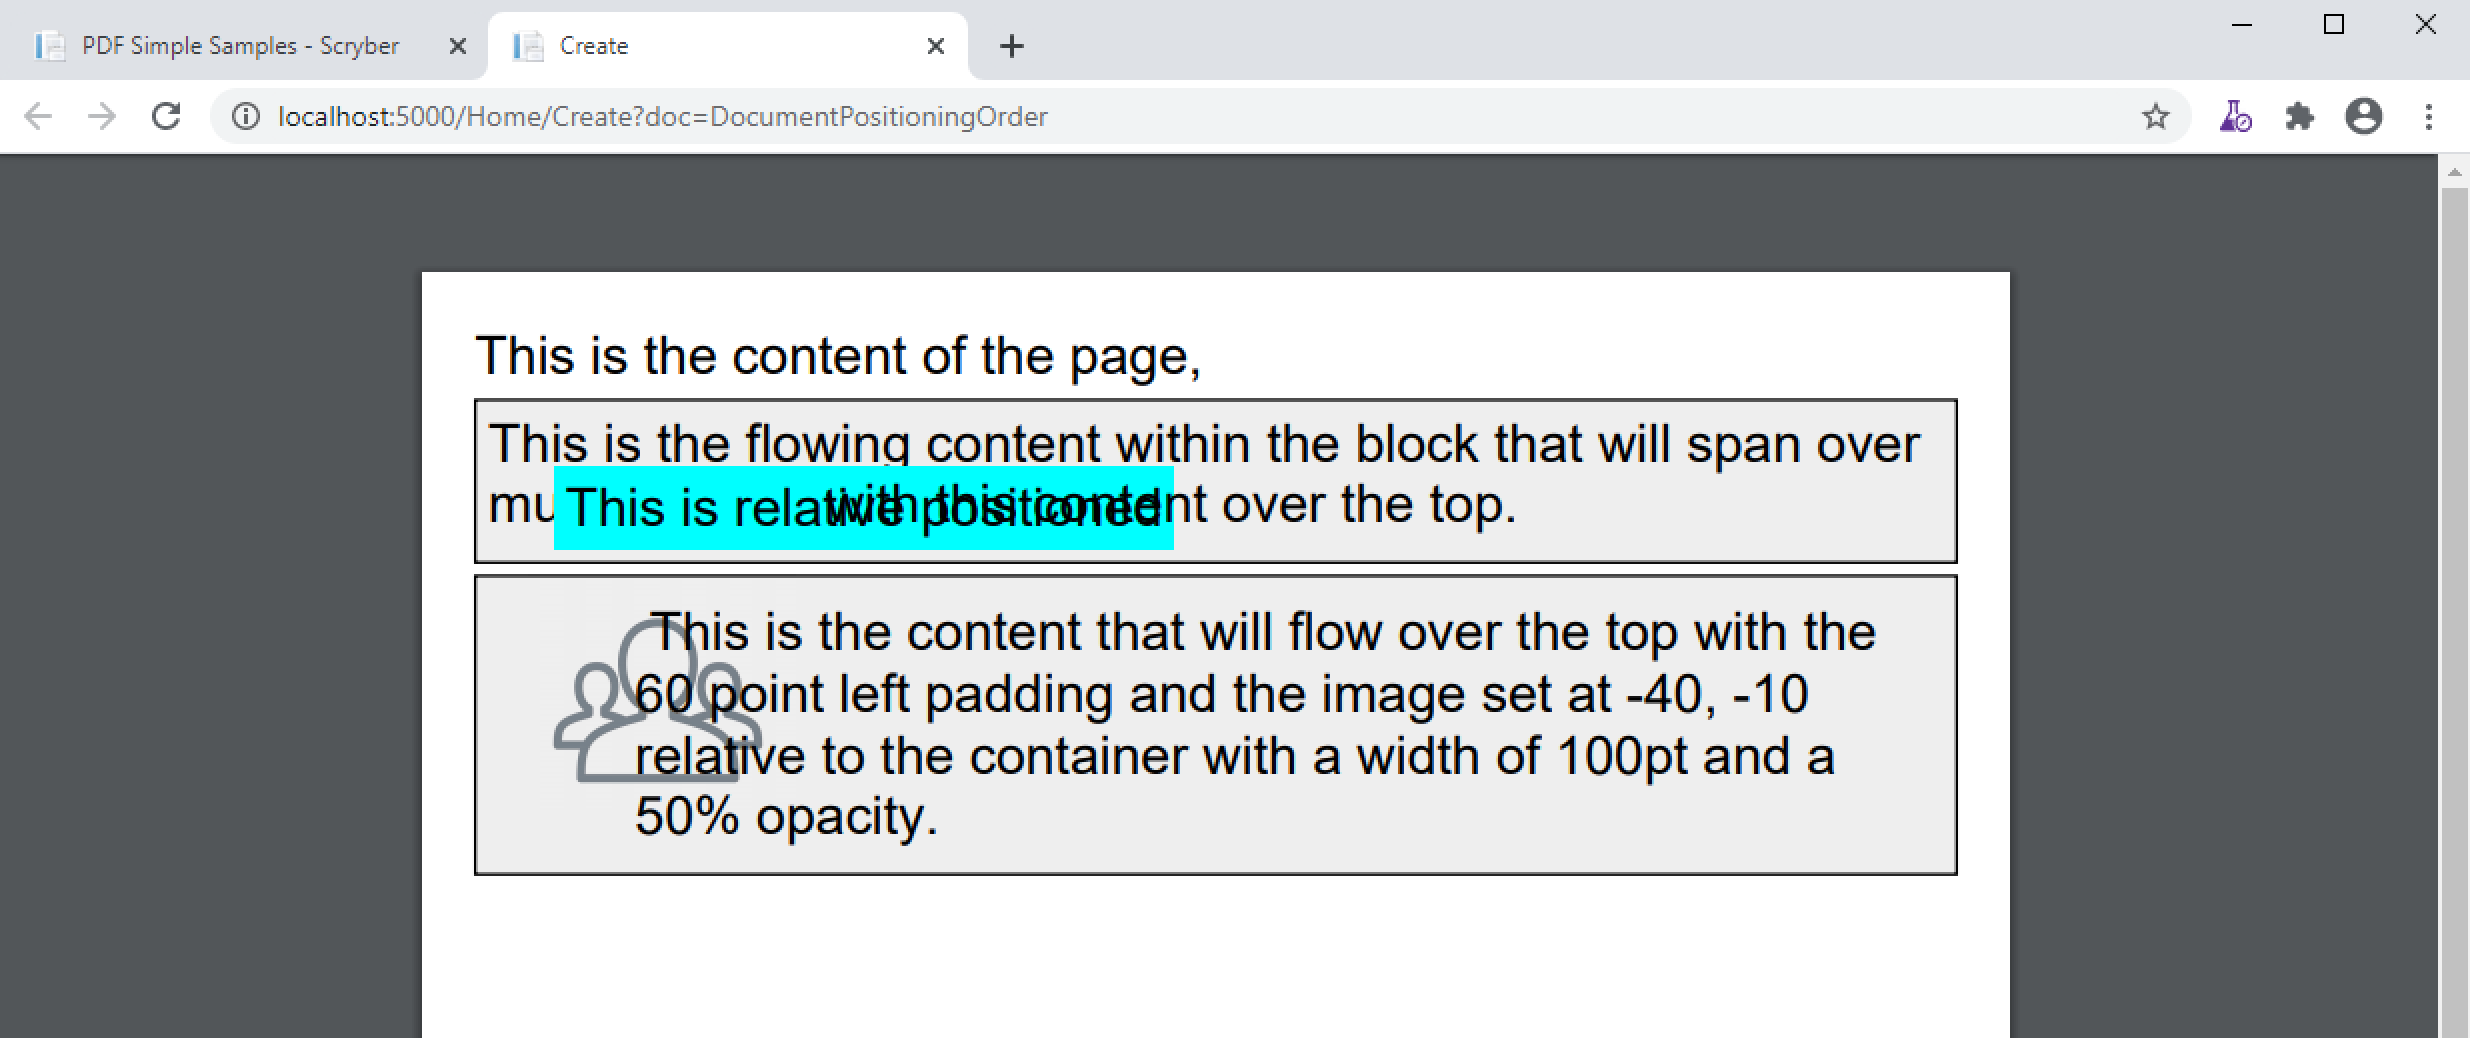 PDF Simple Samples - Scryber
Create
localhost:5000/Home/Create?doc=DocumentPositioningOrder
This is the content of the page,
This is the flowing content within the block that will span over
mu This is relative positioned with this content over the top.
This is the content that will flow over the top with the
60 point left padding and the image set at -40, -10
relative to the container with a width of 100pt and a
50% opacity.